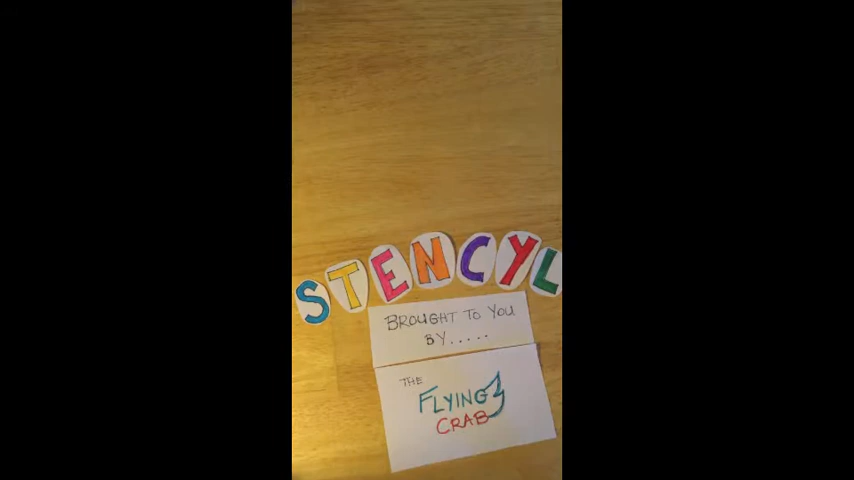 STENCYL
BROUGHT TO YOU
BY.....
THE
FLYING
CRAB